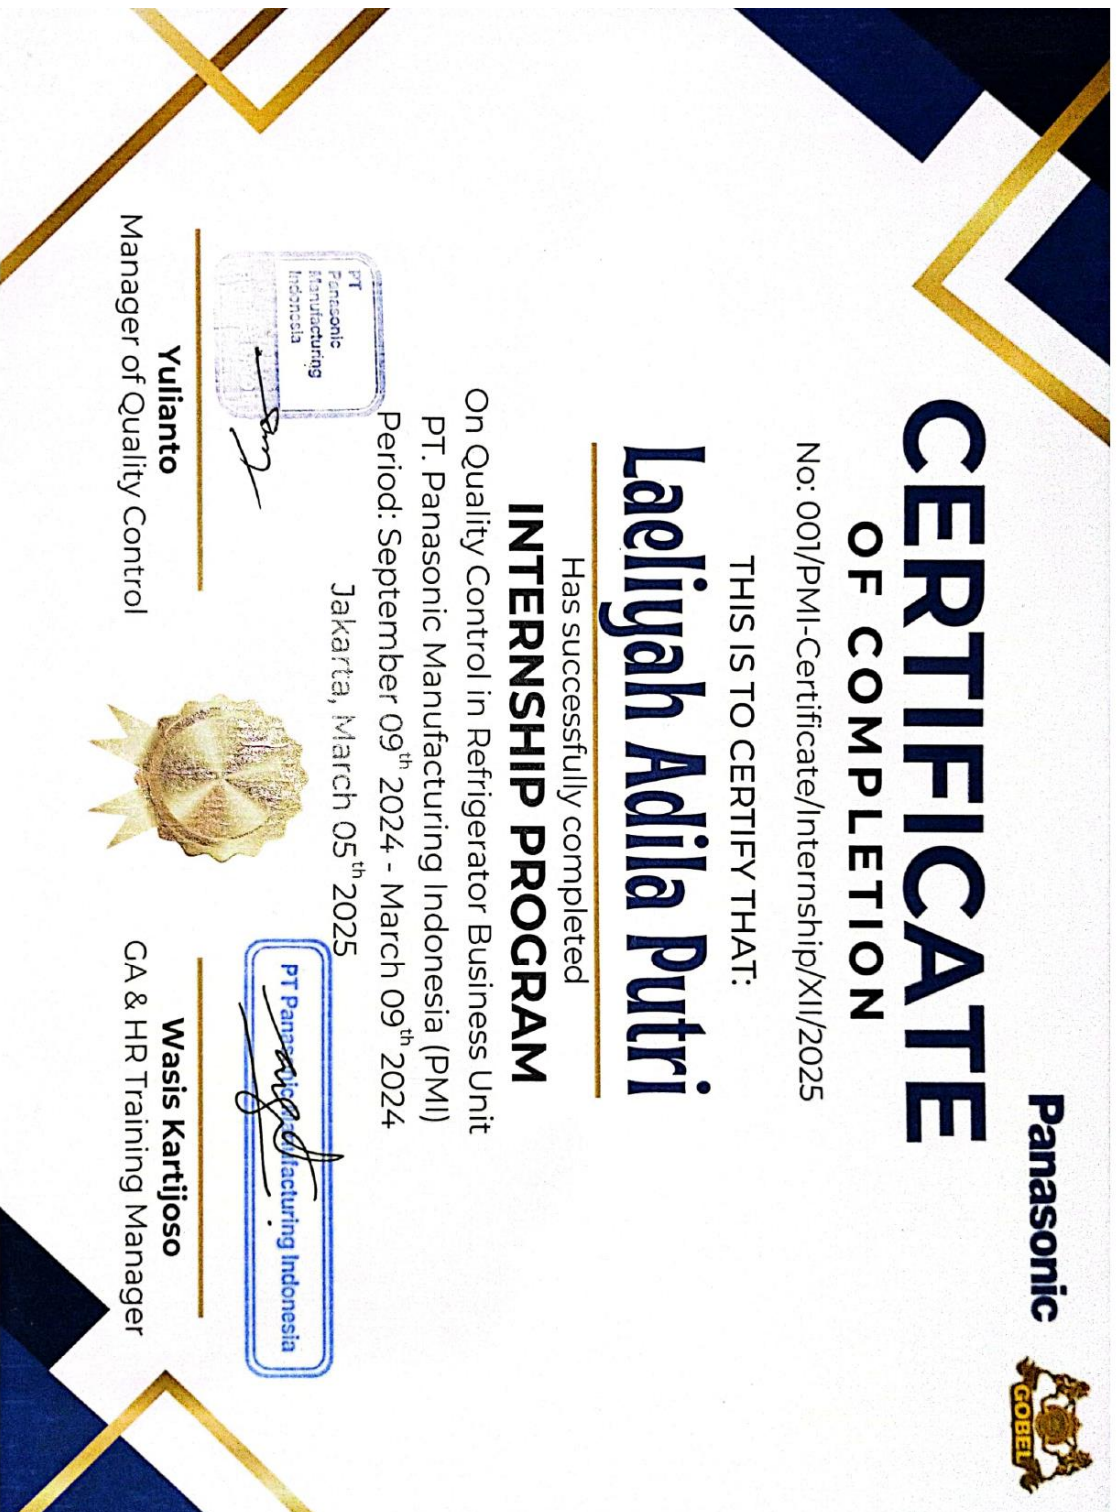 Panasonic
GOBEL
CERTIFICATE
OF COMPLETION
No: 001/PMI-Certificate/Internship/XII/2025
THIS IS TO CERTIFY THAT:
Laeliyah Adila Putri
Has successfully completed
INTERNSHIP PROGRAM
On Quality Control in Refrigerator Business Unit
PT. Panasonic Manufacturing Indonesia (PMI)
Period: September 09th 2024 - March 09th 2024
Jakarta, March 05th 2025
PT
Panasonic
Manufacturing
Indonesia
Yulianto
Manager of Quality Control
PT Panasonic Manufacturing Indonesia
Wasis Kartijoso
GA & HR Training Manager